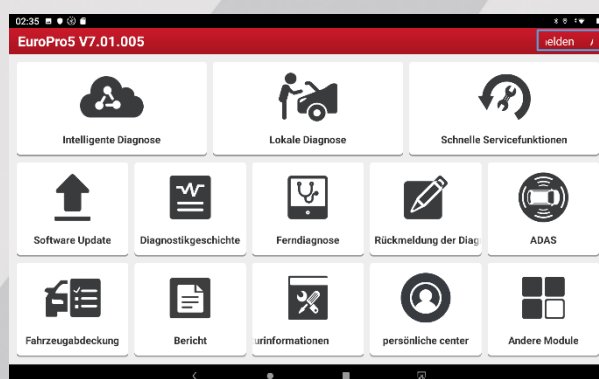 02:35
EuroPro5 V7.01.005
elden
Intelligente Diagnose
Lokale Diagnose
Schnelle Servicefunktionen
Software Update
Diagnostikgeschichte
Ferndiagnose
Rückmeldung der Diag
ADAS
Fahrzeugabdeckung
Bericht
urinformationen
persönliche center
Andere Module